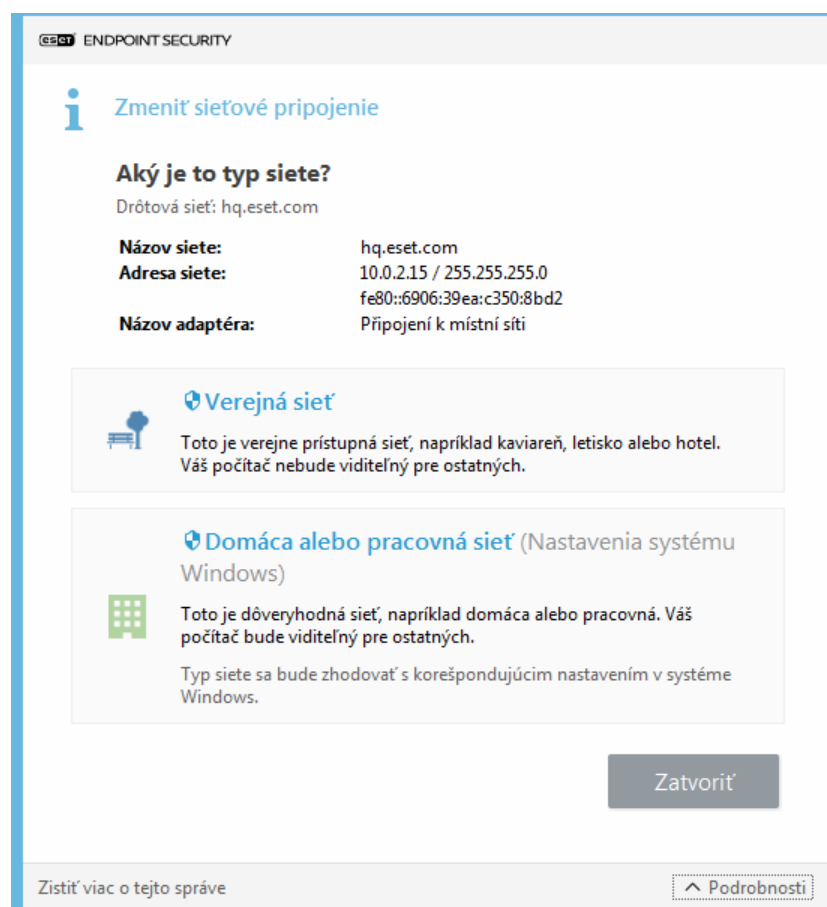 eset ENDPOINT SECURITY
Zmeniť sieťové pripojenie
Aký je to typ siete?
Drôtová sieť: hq.eset.com
Názov siete: hq.eset.com
Adresa siete: 10.0.2.15 / 255.255.255.0
fe80::6906:39ea:c350:8bd2
Názov adaptéra: Připojení k místní síti
Verejná sieť
Toto je verejne prístupná sieť, napríklad kaviareň, letisko alebo hotel.
Váš počítač nebude viditeľný pre ostatných.
Domáca alebo pracovná sieť (Nastavenia systému
Windows)
Toto je dôveryhodná sieť, napríklad domáca alebo pracovná. Váš
počítač bude viditeľný pre ostatných.
Typ siete sa bude zhodovať s korešpondujúcim nastavením v systéme
Windows.
Zatvoriť
Zistiť viac o tejto správe
Podrobnosti